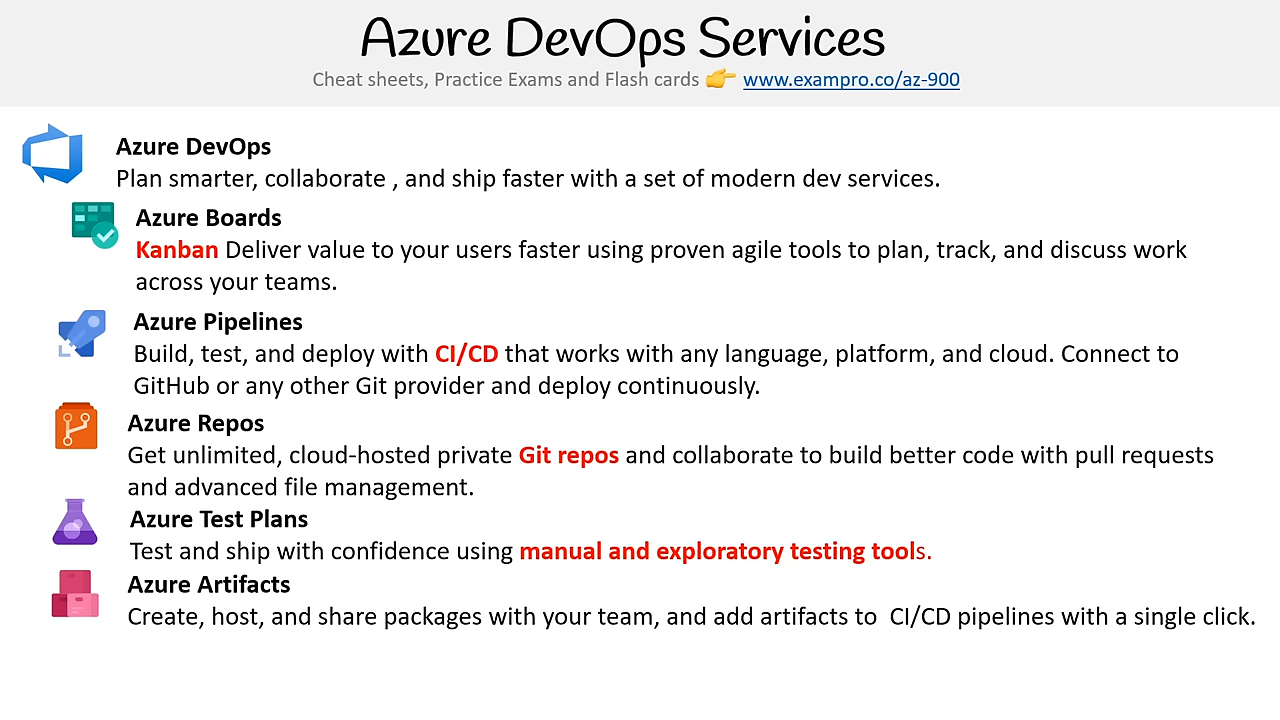 Azure DevOps Services
Cheat sheets, Practice Exams and Flash cards 👉 www.exampro.co/az-900
Azure DevOps
Plan smarter, collaborate , and ship faster with a set of modern dev services.
Azure Boards
Kanban Deliver value to your users faster using proven agile tools to plan, track, and discuss work
across your teams.
Azure Pipelines
Build, test, and deploy with CI/CD that works with any language, platform, and cloud. Connect to
GitHub or any other Git provider and deploy continuously.
Azure Repos
Get unlimited, cloud-hosted private Git repos and collaborate to build better code with pull requests
and advanced file management.
Azure Test Plans
Test and ship with confidence using manual and exploratory testing tools.
Azure Artifacts
Create, host, and share packages with your team, and add artifacts to  CI/CD pipelines with a single click.